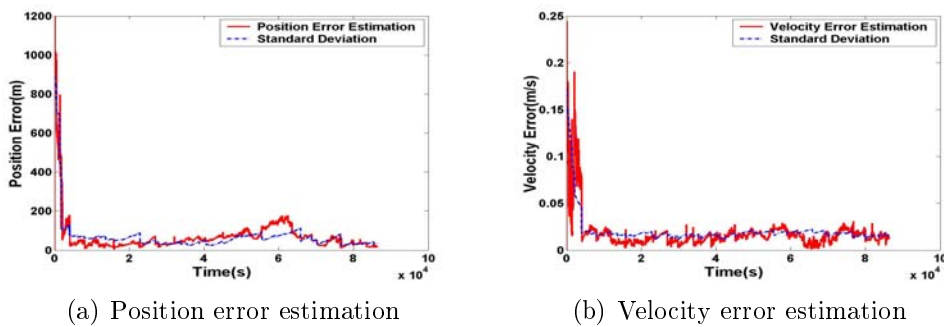 1200
1000
800
600
400
200
0
Position Error(m)
Position Error Estimation
Standard Deviation
0 2 4 6 8 10
Time(s)
x 10^4
(a) Position error estimation
0.25
0.2
0.15
0.1
0.05
0
Velocity Error(m/s)
Velocity Error Estimation
Standard Deviation
0 2 4 6 8 10
Time(s)
x 10^4
(b) Velocity error estimation